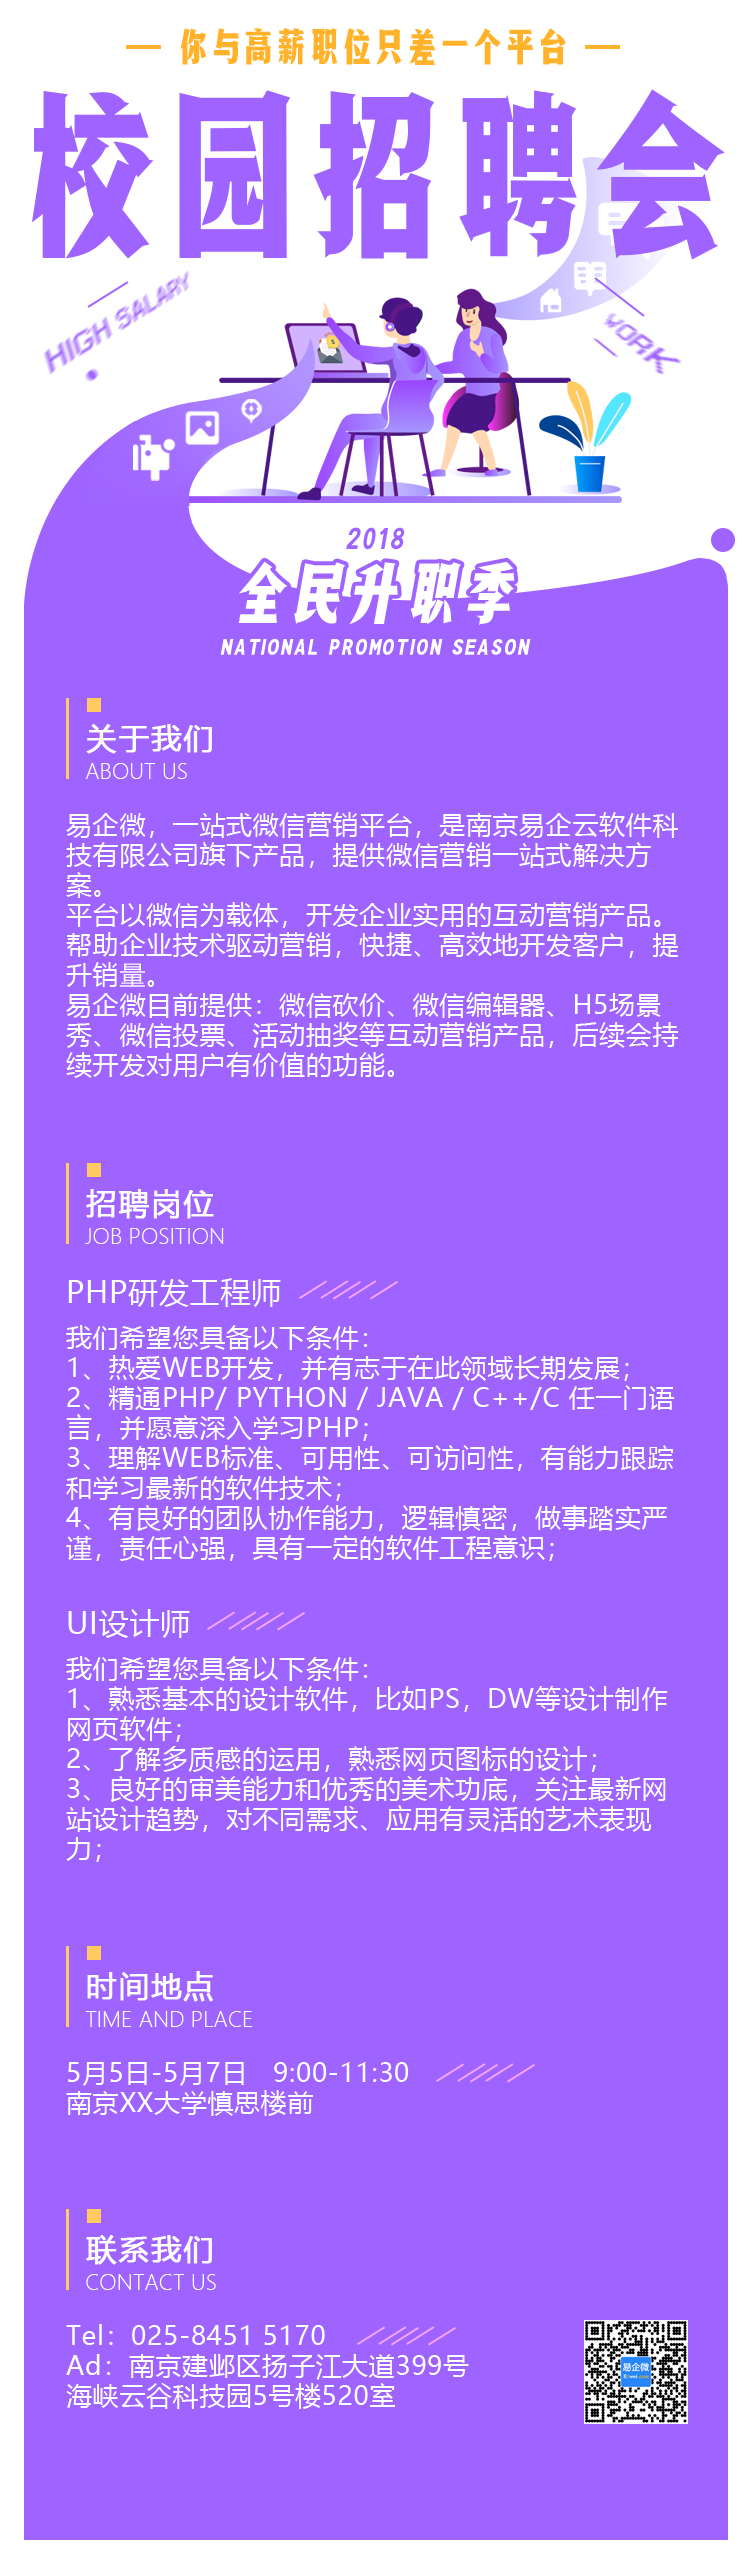 你与高薪职位只差一个平台
校园招聘会
HIGH SALARY
WORK
2018
全民升职季
NATIONAL PROMOTION SEASON
关于我们
ABOUT US
易企微，一站式微信营销平台，是南京易企云软件科
技有限公司旗下产品，提供微信营销一站式解决方
案。
平台以微信为载体，开发企业实用的互动营销产品。
帮助企业技术驱动营销，快捷、高效地开发客户，提
升销量。
易企微目前提供：微信砍价、微信编辑器、H5场景
秀、微信投票、活动抽奖等互动营销产品，后续会持
续开发对用户有价值的功能。
招聘岗位
JOB POSITION
PHP研发工程师
我们希望您具备以下条件：
1、热爱WEB开发，并有志于在此领域长期发展；
2、精通PHP/ PYTHON / JAVA / C++/C 任一门语
言，并愿意深入学习PHP；
3、理解WEB标准、可用性、可访问性，有能力跟踪
和学习最新的软件技术；
4、有良好的团队协作能力，逻辑慎密，做事踏实严
谨，责任心强，具有一定的软件工程意识；
UI设计师
我们希望您具备以下条件：
1、熟悉基本的设计软件，比如PS，DW等设计制作
网页软件；
2、了解多质感的运用，熟悉网页图标的设计；
3、良好的审美能力和优秀的美术功底，关注最新网
站设计趋势，对不同需求、应用有灵活的艺术表现
力；
时间地点
TIME AND PLACE
5月5日-5月7日 9:00-11:30
南京XX大学慎思楼前
联系我们
CONTACT US
Tel：025-8451 5170
Ad：南京建邺区扬子江大道399号
海峡云谷科技园5号楼520室
易企微